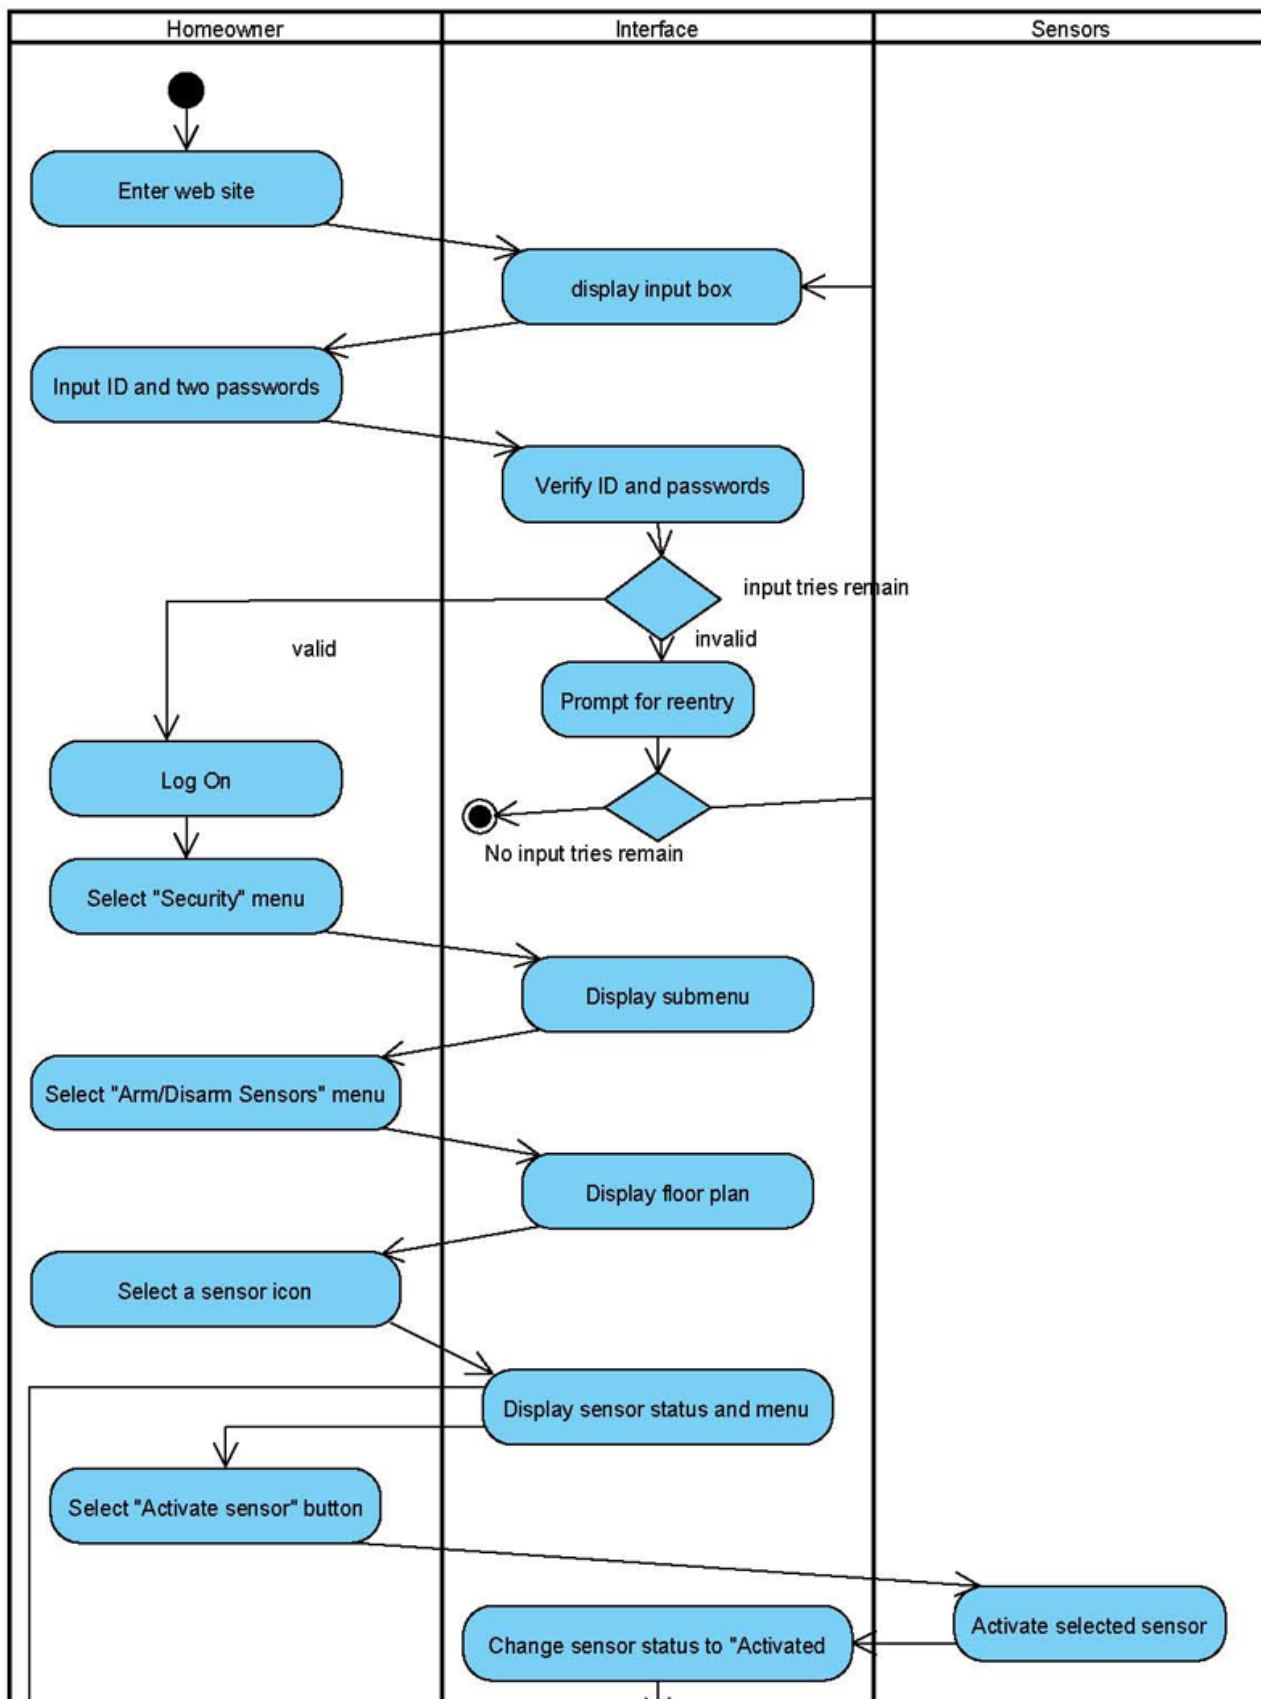 Homeowner
Interface
Sensors
Enter web site
display input box
Input ID and two passwords
Verify ID and passwords
input tries remain
invalid
valid
Prompt for reentry
Log On
No input tries remain
Select "Security" menu
Display submenu
Select "Arm/Disarm Sensors" menu
Display floor plan
Select a sensor icon
Display sensor status and menu
Select "Activate sensor" button
Activate selected sensor
Change sensor status to "Activated